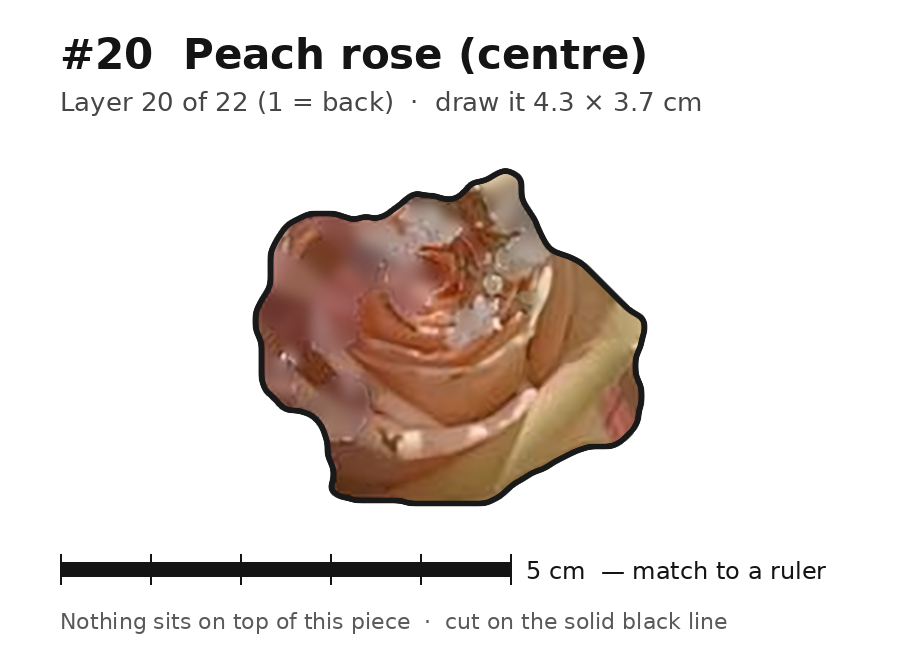 #20 Peach rose (centre)
Layer 20 of 22 (1 = back) · draw it 4.3 × 3.7 cm
5 cm — match to a ruler
Nothing sits on top of this piece · cut on the solid black line